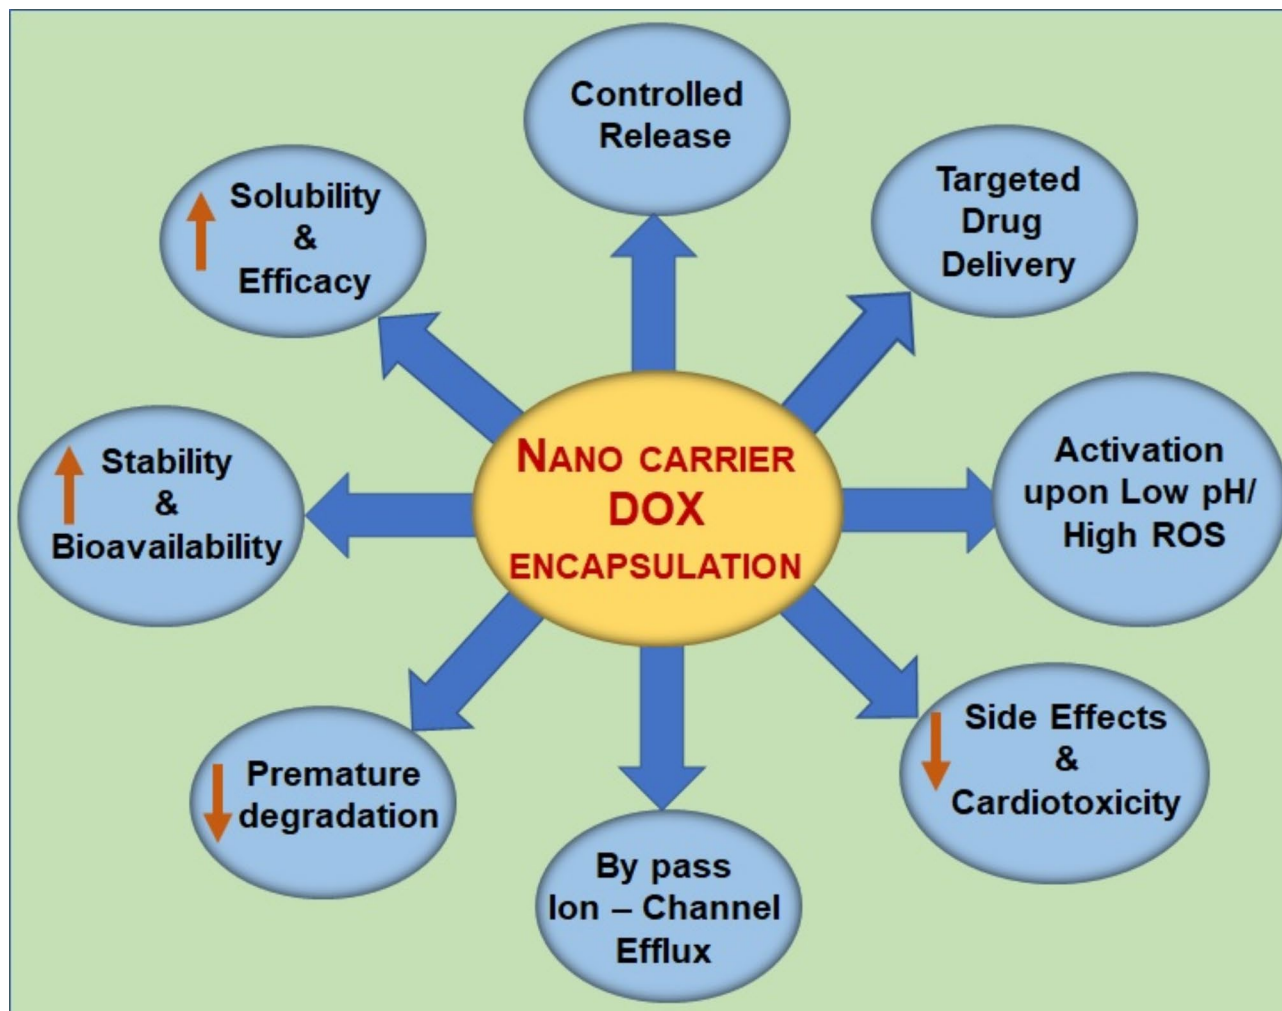 Controlled
Release
Targeted
Drug
Delivery
Activation
upon Low pH/
High ROS
Side Effects
&
Cardiotoxicity
By pass
Ion – Channel
Efflux
Premature
degradation
Stability
&
Bioavailability
Solubility
&
Efficacy
NANO CARRIER
DOX
ENCAPSULATION